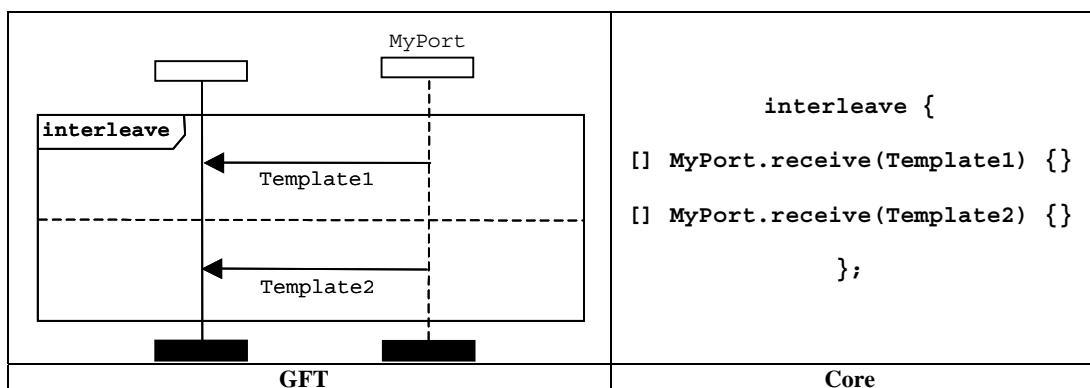 MyPort
interleave
Template1
Template2
interleave {
[] MyPort.receive(Template1) {}
[] MyPort.receive(Template2) {}
};
GFT
Core